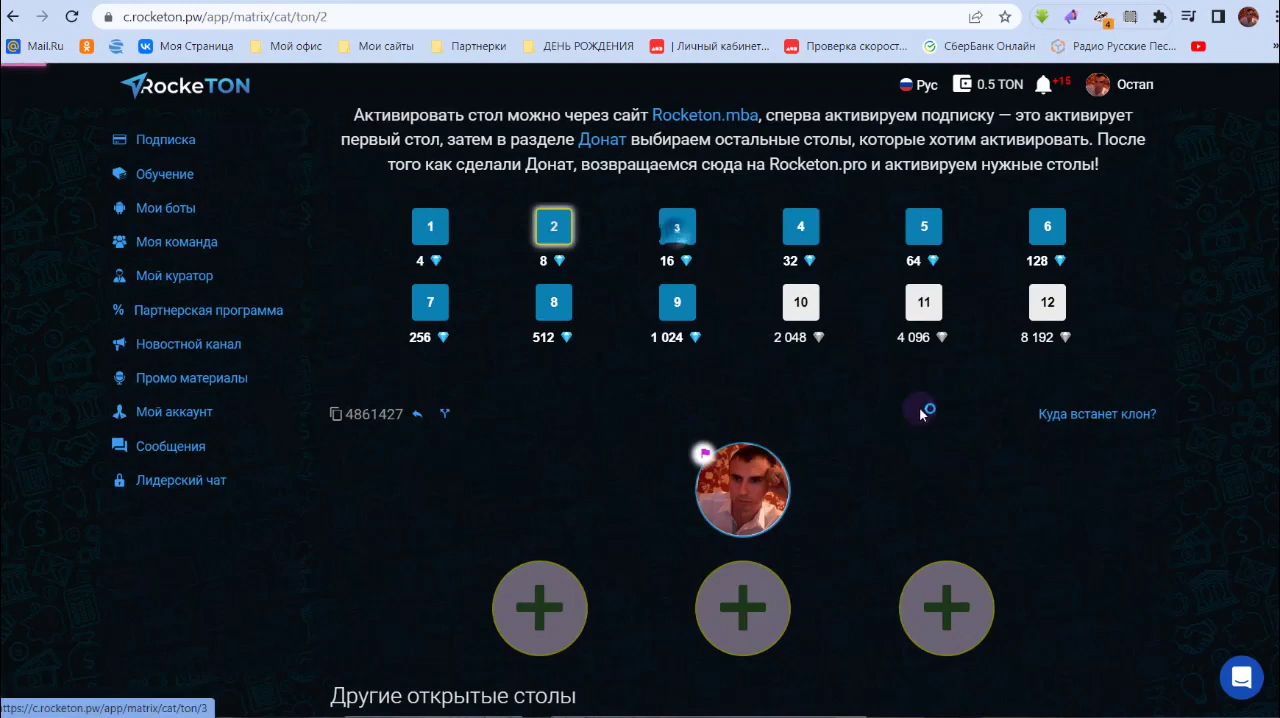 c.rocketon.pw/app/matrix/cat/ton/2
@ Mail.Ru
Моя Страница
Мой офис
Мои сайты
Партнерки
ДЕНЬ РОЖДЕНИЯ
| Личный кабинет...
Проверка скорост...
СберБанк Онлайн
Радио Русские Пес...
»
RockeTON
Рус
0.5 TON
+15
Остап
Подписка
Обучение
Мои боты
Моя команда
Мой куратор
% Партнерская программа
Новостной канал
Промо материалы
Мой аккаунт
Сообщения
Лидерский чат
Активировать стол можно через сайт Rocketon.mba, сперва активируем подписку — это активирует
первый стол, затем в разделе Донат выбираем остальные столы, которые хотим активировать. После
того как сделали Донат, возвращаемся сюда на Rocketon.pro и активируем нужные столы!
1 2 3 4 5 6
4 8 16 32 64 128
7 8 9 10 11 12
256 512 1 024 2 048 4 096 8 192
4861427
Куда встанет клон?
Другие открытые столы
https://c.rocketon.pw/app/matrix/cat/ton/3
4